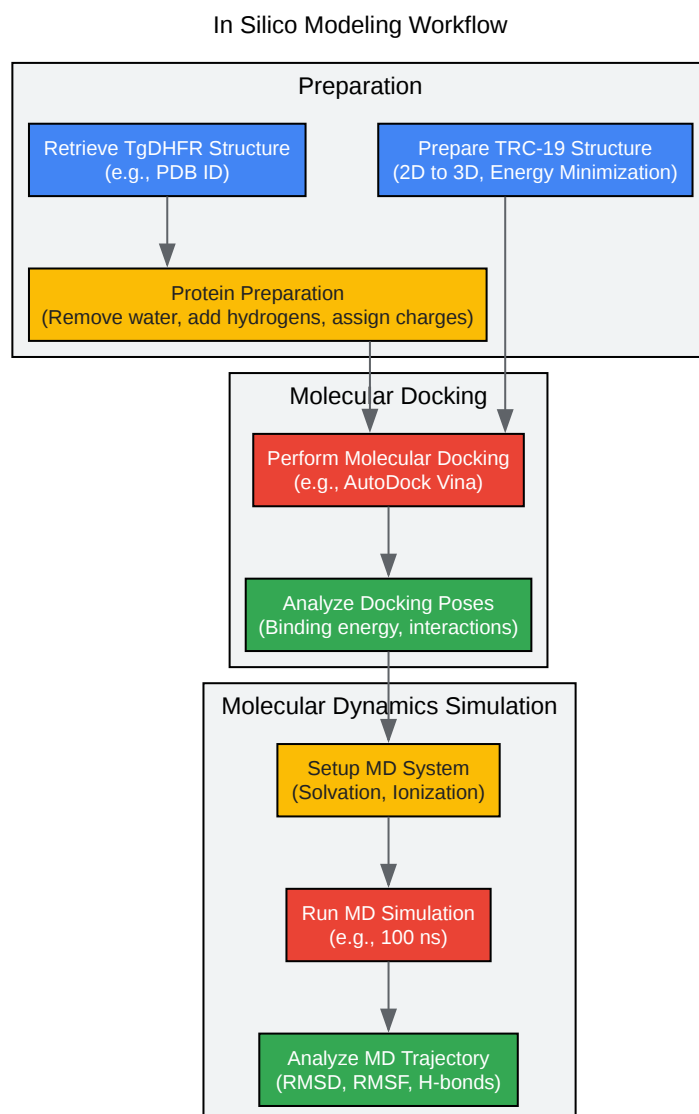 In Silico Modeling Workflow
Preparation
Retrieve TgDHFR Structure
(e.g., PDB ID)
Prepare TRC-19 Structure
(2D to 3D, Energy Minimization)
Protein Preparation
(Remove water, add hydrogens, assign charges)
Molecular Docking
Perform Molecular Docking
(e.g., AutoDock Vina)
Analyze Docking Poses
(Binding energy, interactions)
Molecular Dynamics Simulation
Setup MD System
(Solvation, Ionization)
Run MD Simulation
(e.g., 100 ns)
Analyze MD Trajectory
(RMSD, RMSF, H-bonds)